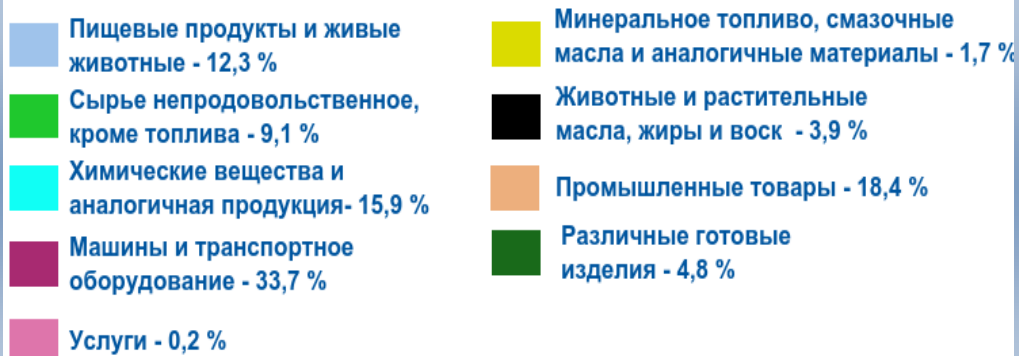 Пищевые продукты и живые
животные - 12,3 %
Сырье непродовольственное,
кроме топлива - 9,1 %
Химические вещества и
аналогичная продукция- 15,9 %
Машины и транспортное
оборудование - 33,7 %
Услуги - 0,2 %
Минеральное топливо, смазочные
масла и аналогичные материалы - 1,7 %
Животные и растительные
масла, жиры и воск - 3,9 %
Промышленные товары - 18,4 %
Различные готовые
изделия - 4,8 %